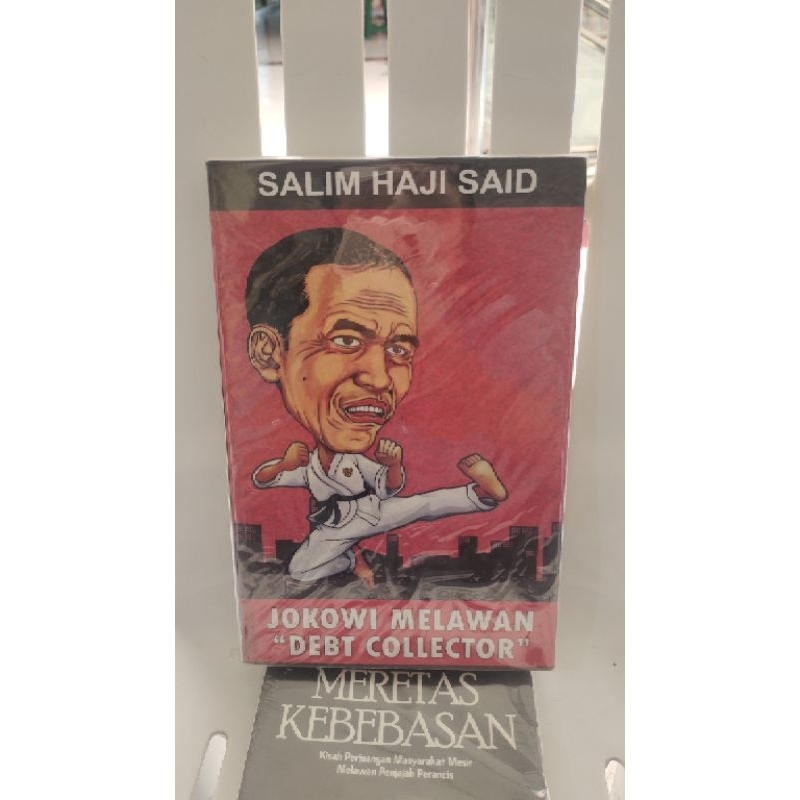 SALIM HAJI SAID
JOKOWI MELAWAN
“DEBT COLLECTOR”
MERETAS
KEBEBASAN
Kisah Perjuangan Masyarakat Mesir
Melawan Penjajah Perancis